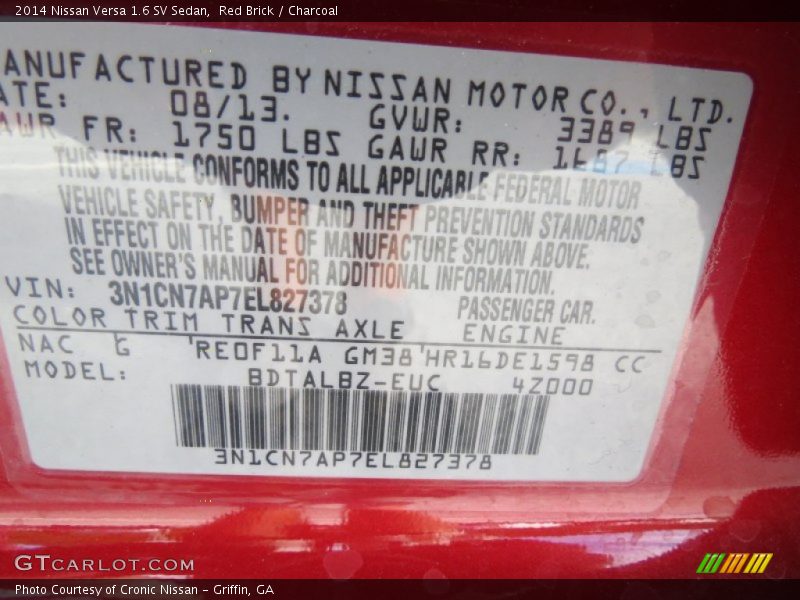 2014 Nissan Versa 1.6 SV Sedan,  Red Brick / Charcoal
ANUFACTURED BY NISSAN MOTOR CO., LTD.
ATE: 08/13. GVWR: 3389 LBS
AWR FR: 1750 LBS GAWR RR: 1687 LBS
THIS VEHICLE CONFORMS TO ALL APPLICABLE FEDERAL MOTOR
VEHICLE SAFETY, BUMPER AND THEFT PREVENTION STANDARDS
IN EFFECT ON THE DATE OF MANUFACTURE SHOWN ABOVE.
SEE OWNER'S MANUAL FOR ADDITIONAL INFORMATION.
VIN: 3N1CN7AP7EL827378 PASSENGER CAR.
COLOR TRIM TRANS AXLE ENGINE
NAC G RE0F11A GM38 HR16DE1598 CC
MODEL: BDTALBZ-EUC 4Z000
3N1CN7AP7EL827378
GTCARLOT.COM
Photo Courtesy of Cronic Nissan - Griffin, GA